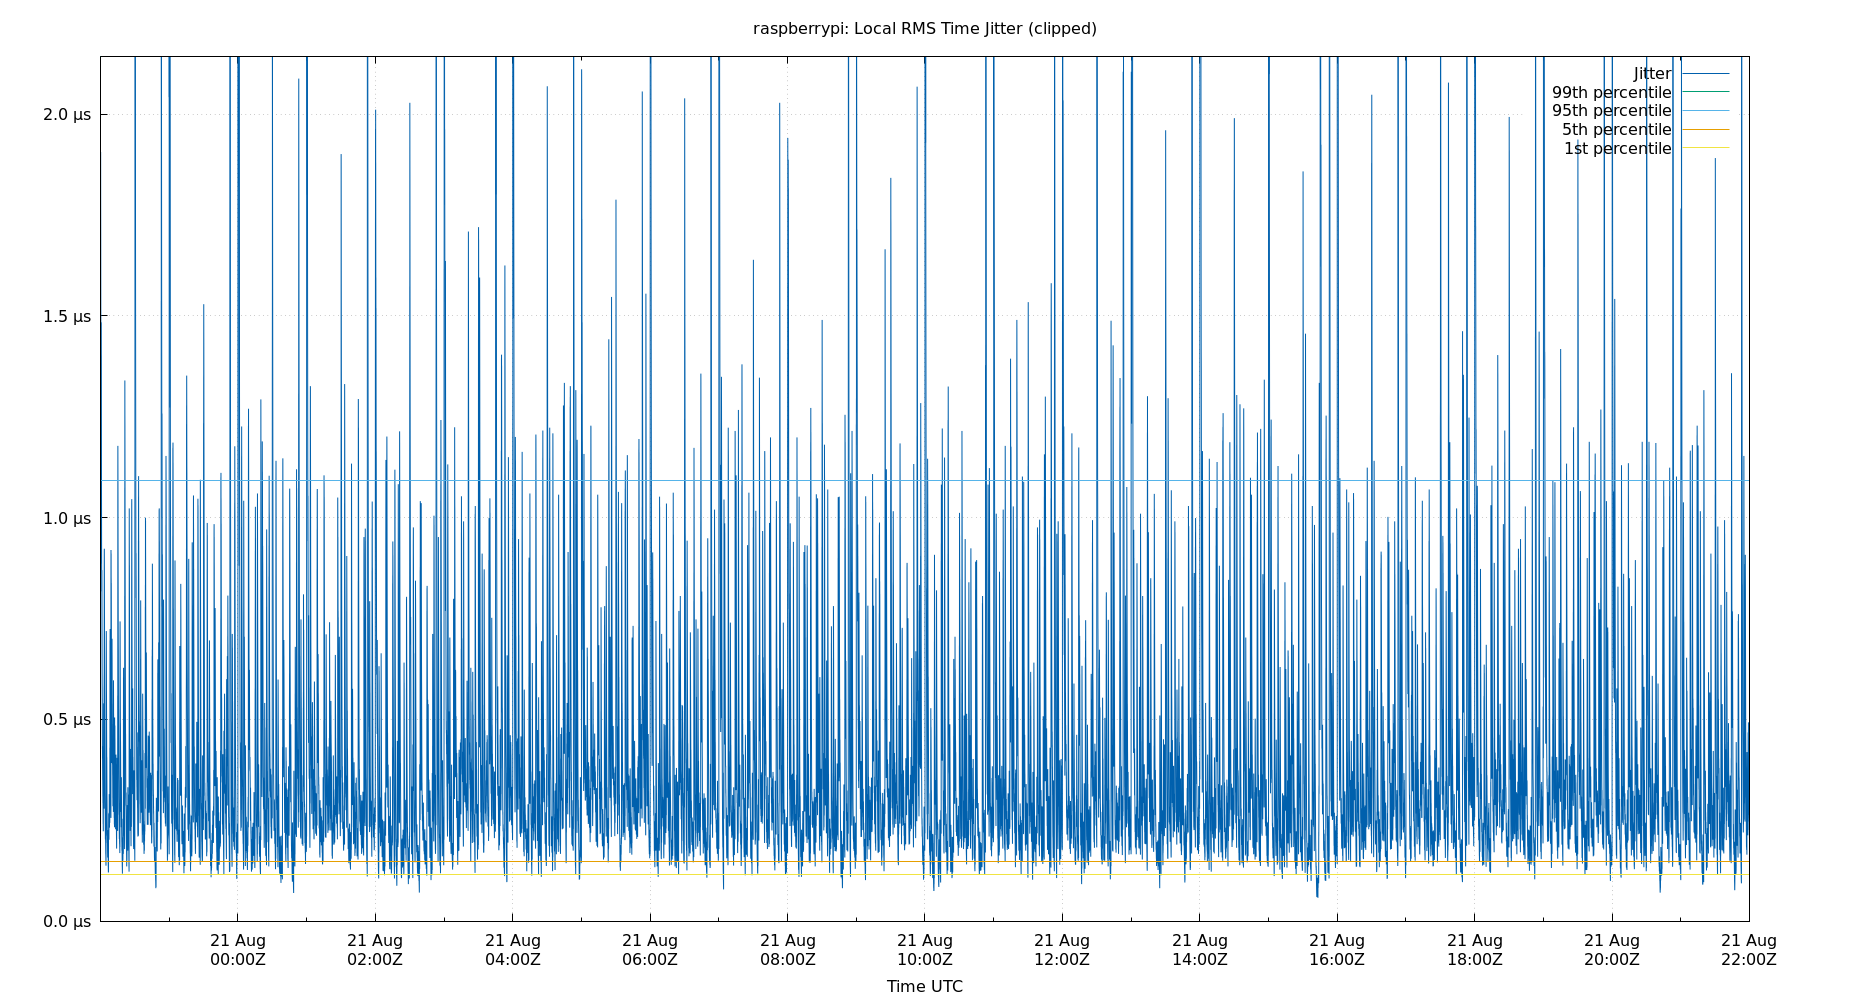 raspberrypi: Local RMS Time Jitter (clipped)
Jitter
99th percentile
95th percentile
5th percentile
1st percentile
2.0 µs
1.5 µs
1.0 µs
0.5 µs
0.0 µs
21 Aug 21 Aug 21 Aug 21 Aug 21 Aug 21 Aug 21 Aug 21 Aug 21 Aug 21 Aug 21 Aug 21 Aug
00:00Z 02:00Z 04:00Z 06:00Z 08:00Z 10:00Z 12:00Z 14:00Z 16:00Z 18:00Z 20:00Z 22:00Z
Time UTC